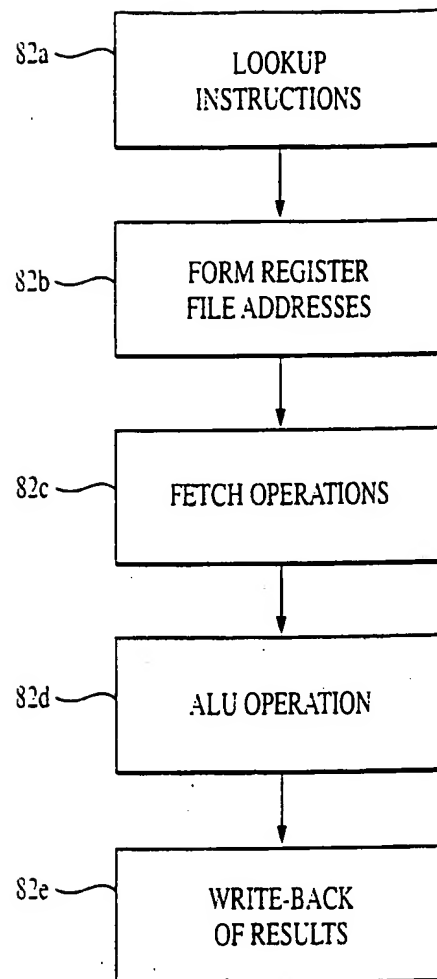 82a
LOOKUP
INSTRUCTIONS
82b
FORM REGISTER
FILE ADDRESSES
82c
FETCH OPERATIONS
82d
ALU OPERATION
82e
WRITE-BACK
OF RESULTS